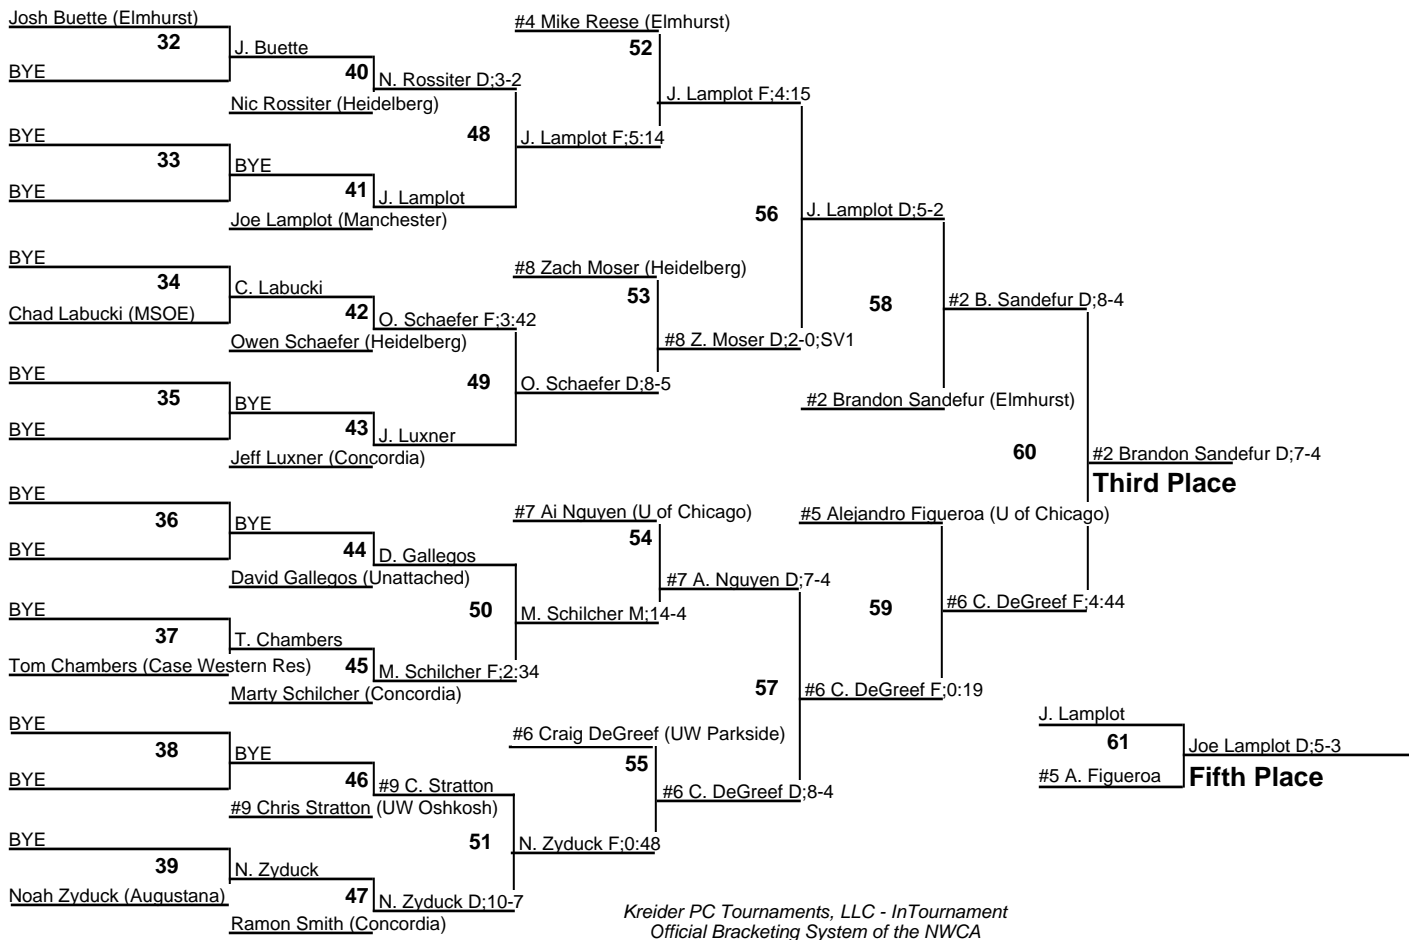 Josh Buette (Elmhurst)
32
BYE
J. Buette
40
Nic Rossiter (Heidelberg)
N. Rossiter D;3-2
BYE
33
BYE
BYE
41
Joe Lamplot (Manchester)
J. Lamplot
48
J. Lamplot F;5:14
#4 Mike Reese (Elmhurst)
52
J. Lamplot F;4:15
BYE
34
Chad Labucki (MSOE)
C. Labucki
42
Owen Schaefer (Heidelberg)
O. Schaefer F;3:42
BYE
35
BYE
BYE
43
Jeff Luxner (Concordia)
J. Luxner
49
O. Schaefer D;8-5
#8 Zach Moser (Heidelberg)
53
#8 Z. Moser D;2-0;SV1
56
J. Lamplot D;5-2
58
#2 Brandon Sandefur (Elmhurst)
#2 B. Sandefur D;8-4
BYE
36
BYE
BYE
44
David Gallegos (Unattached)
D. Gallegos
BYE
37
Tom Chambers (Case Western Res)
T. Chambers
45
Marty Schilcher (Concordia)
M. Schilcher F;2:34
50
M. Schilcher M;14-4
#7 Ai Nguyen (U of Chicago)
54
#7 A. Nguyen D;7-4
BYE
38
BYE
BYE
46
#9 Chris Stratton (UW Oshkosh)
#9 C. Stratton
BYE
39
Noah Zyduck (Augustana)
N. Zyduck
47
Ramon Smith (Concordia)
N. Zyduck D;10-7
51
N. Zyduck F;0:48
#6 Craig DeGreef (UW Parkside)
55
#6 C. DeGreef D;8-4
57
#6 C. DeGreef F;0:19
#5 Alejandro Figueroa (U of Chicago)
59
#6 C. DeGreef F;4:44
60
#2 Brandon Sandefur D;7-4
Third Place
J. Lamplot
61
#5 A. Figueroa
Joe Lamplot D;5-3
Fifth Place
Kreider PC Tournaments, LLC - InTournament
Official Bracketing System of the NWCA